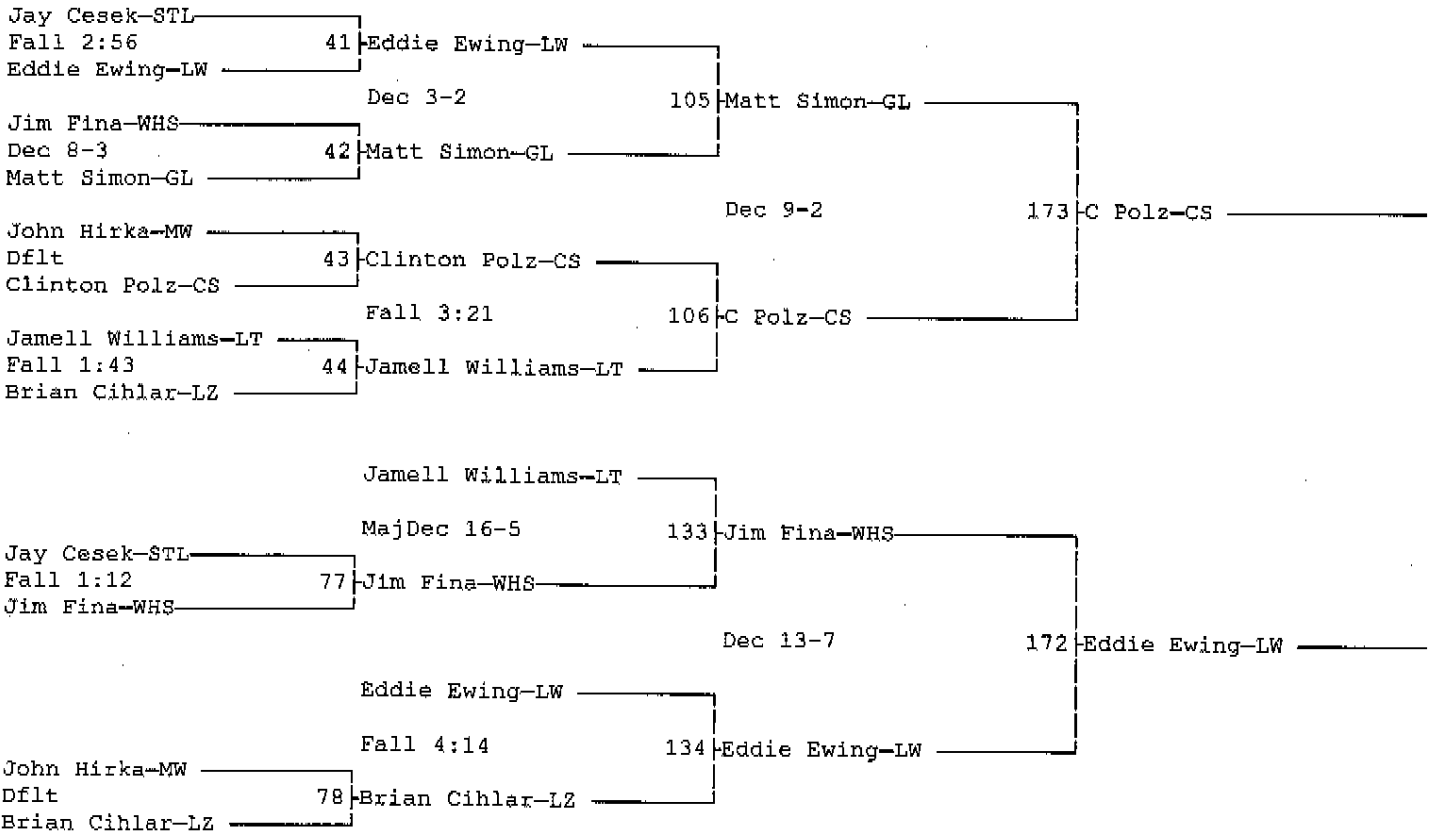 Jay Cesek—STL
Fall 2:56 41 Eddie Ewing—LW
Eddie Ewing—LW
Dec 3-2 105 Matt Simon—GL
Jim Fina—WHS
Dec 8-3 42 Matt Simon—GL
Matt Simon—GL
Dec 9-2 173 C Polz—CS
John Hirka—MW
Dflt 43 Clinton Polz—CS
Clinton Polz—CS
Fall 3:21 106 C Polz—CS
Jamell Williams—LT
Fall 1:43 44 Jamell Williams—LT
Brian Cihlar—LZ
Jamell Williams—LT
MajDec 16-5 133 Jim Fina—WHS
Jay Cesek—STL
Fall 1:12 77 Jim Fina—WHS
Jim Fina—WHS
Dec 13-7 172 Eddie Ewing—LW
Eddie Ewing—LW
Fall 4:14 134 Eddie Ewing—LW
John Hirka—MW
Dflt 78 Brian Cihlar—LZ
Brian Cihlar—LZ